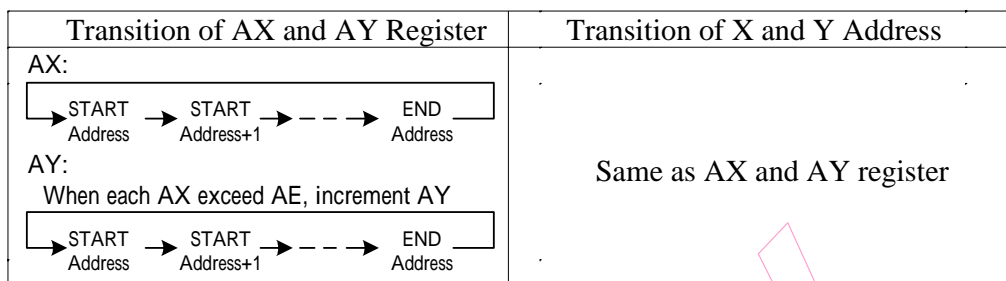 Transition of AX and AY Register
Transition of X and Y Address
AX:
START START END
Address Address+1 Address
AY:
When each AX exceed AE, increment AY
START START END
Address Address+1 Address
Same as AX and AY register